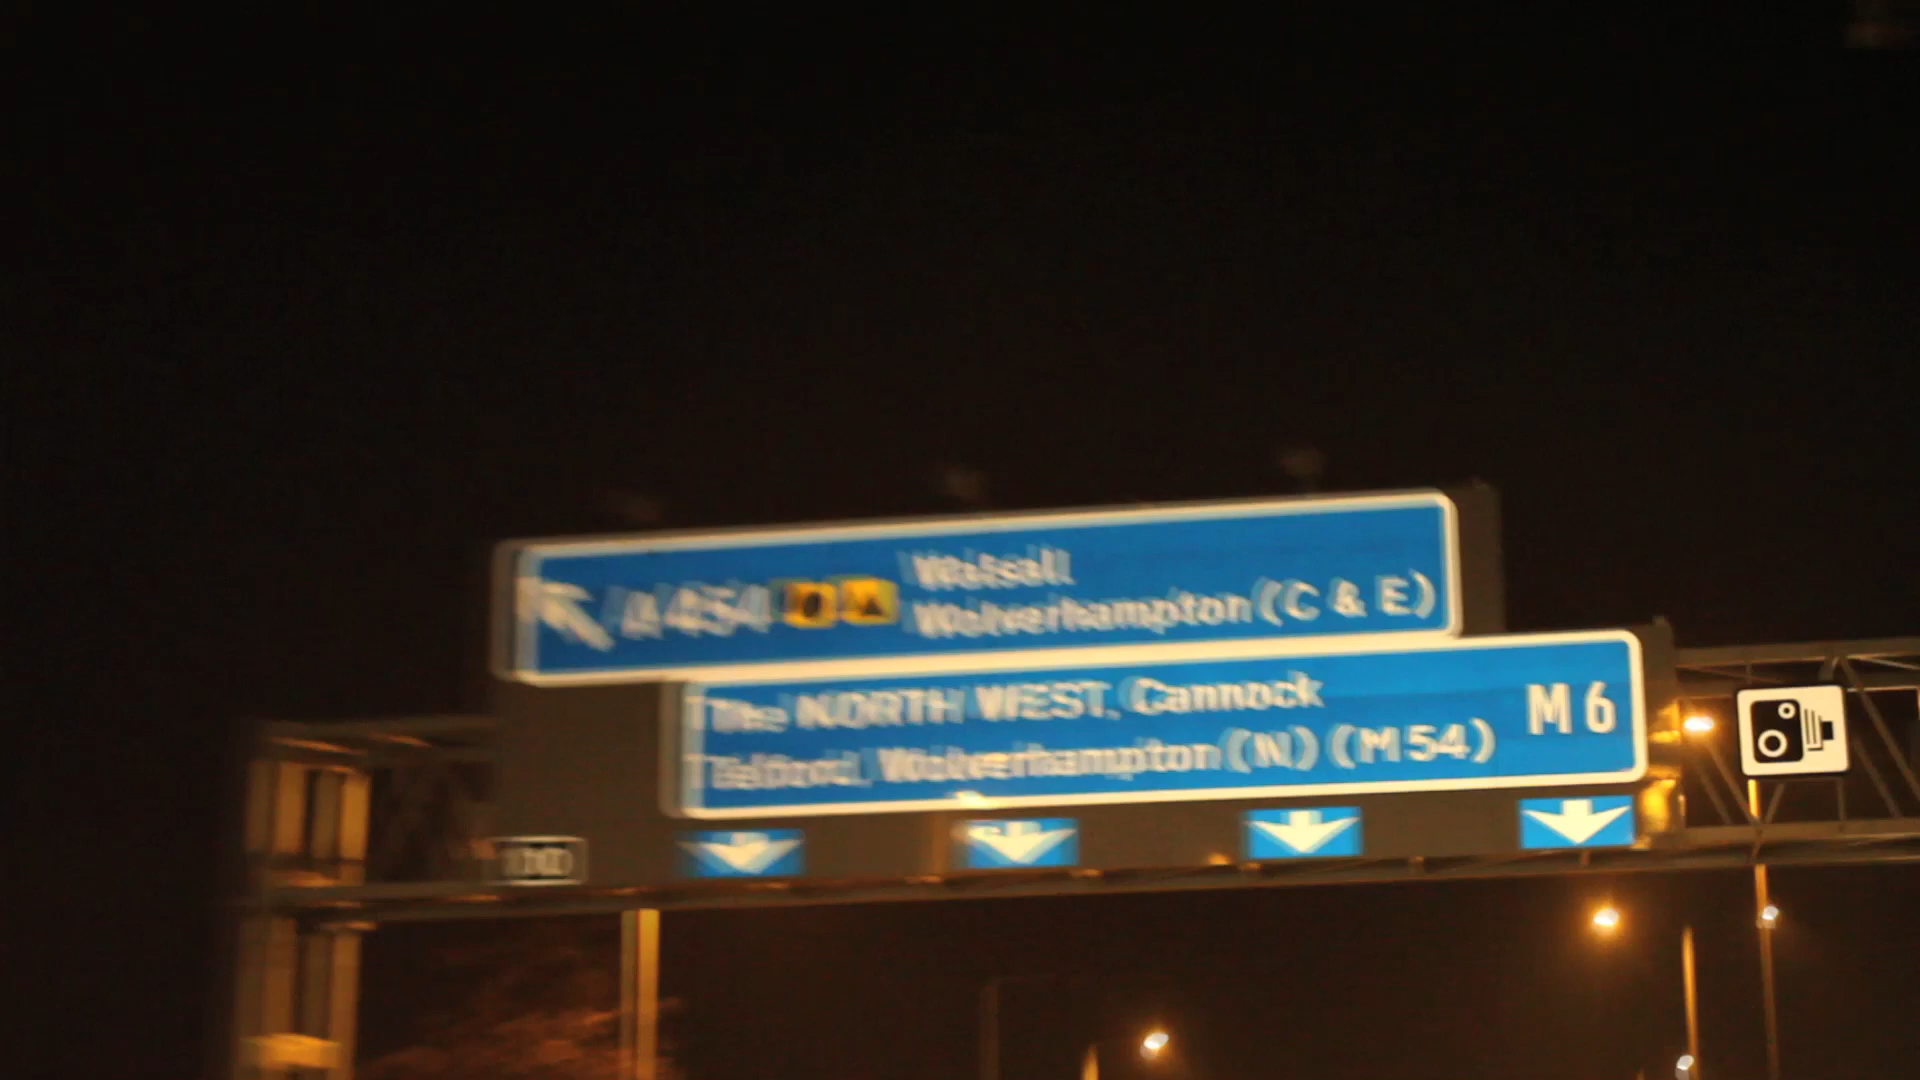 A454
Walsall
Wolverhampton (C & E)
The NORTH WEST, Cannock
Telford, Wolverhampton (N) (M54)
M6